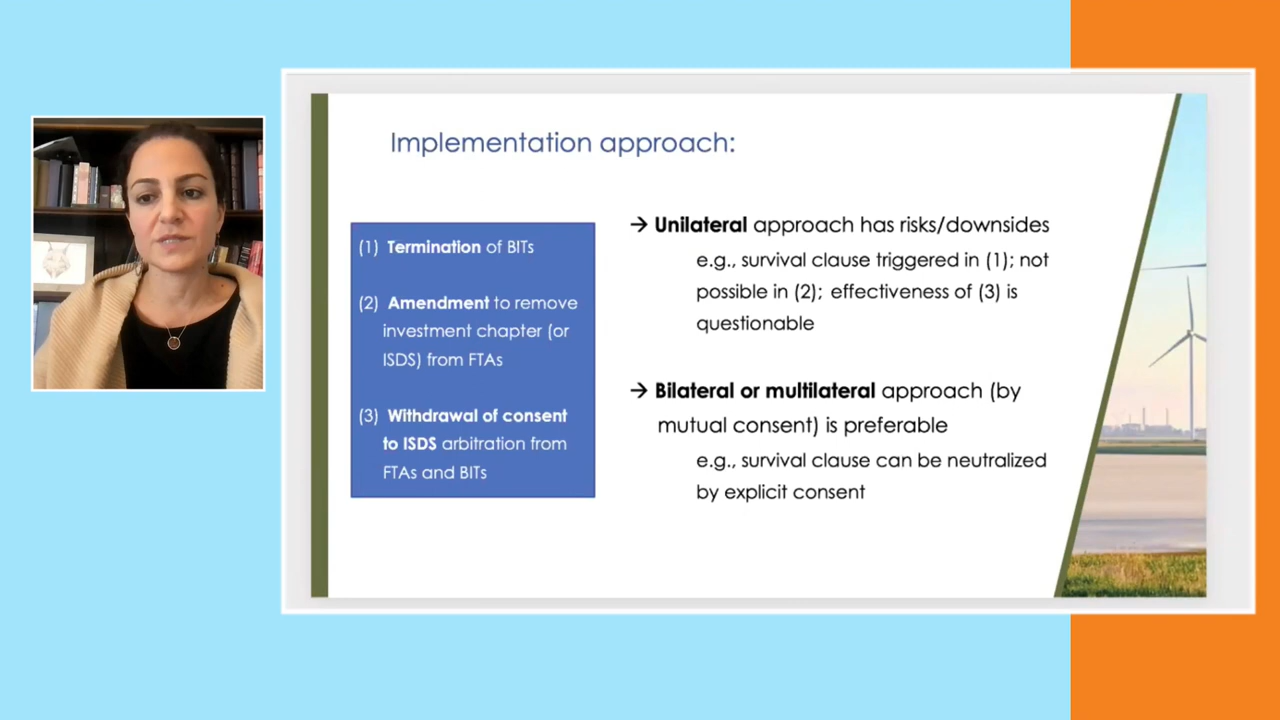 Implementation approach:
(1) Termination of BITs
(2) Amendment to remove
investment chapter (or
ISDS) from FTAs
(3) Withdrawal of consent
to ISDS arbitration from
FTAs and BITs
→ Unilateral approach has risks/downsides
e.g., survival clause triggered in (1); not
possible in (2); effectiveness of (3) is
questionable
→ Bilateral or multilateral approach (by
mutual consent) is preferable
e.g., survival clause can be neutralized
by explicit consent